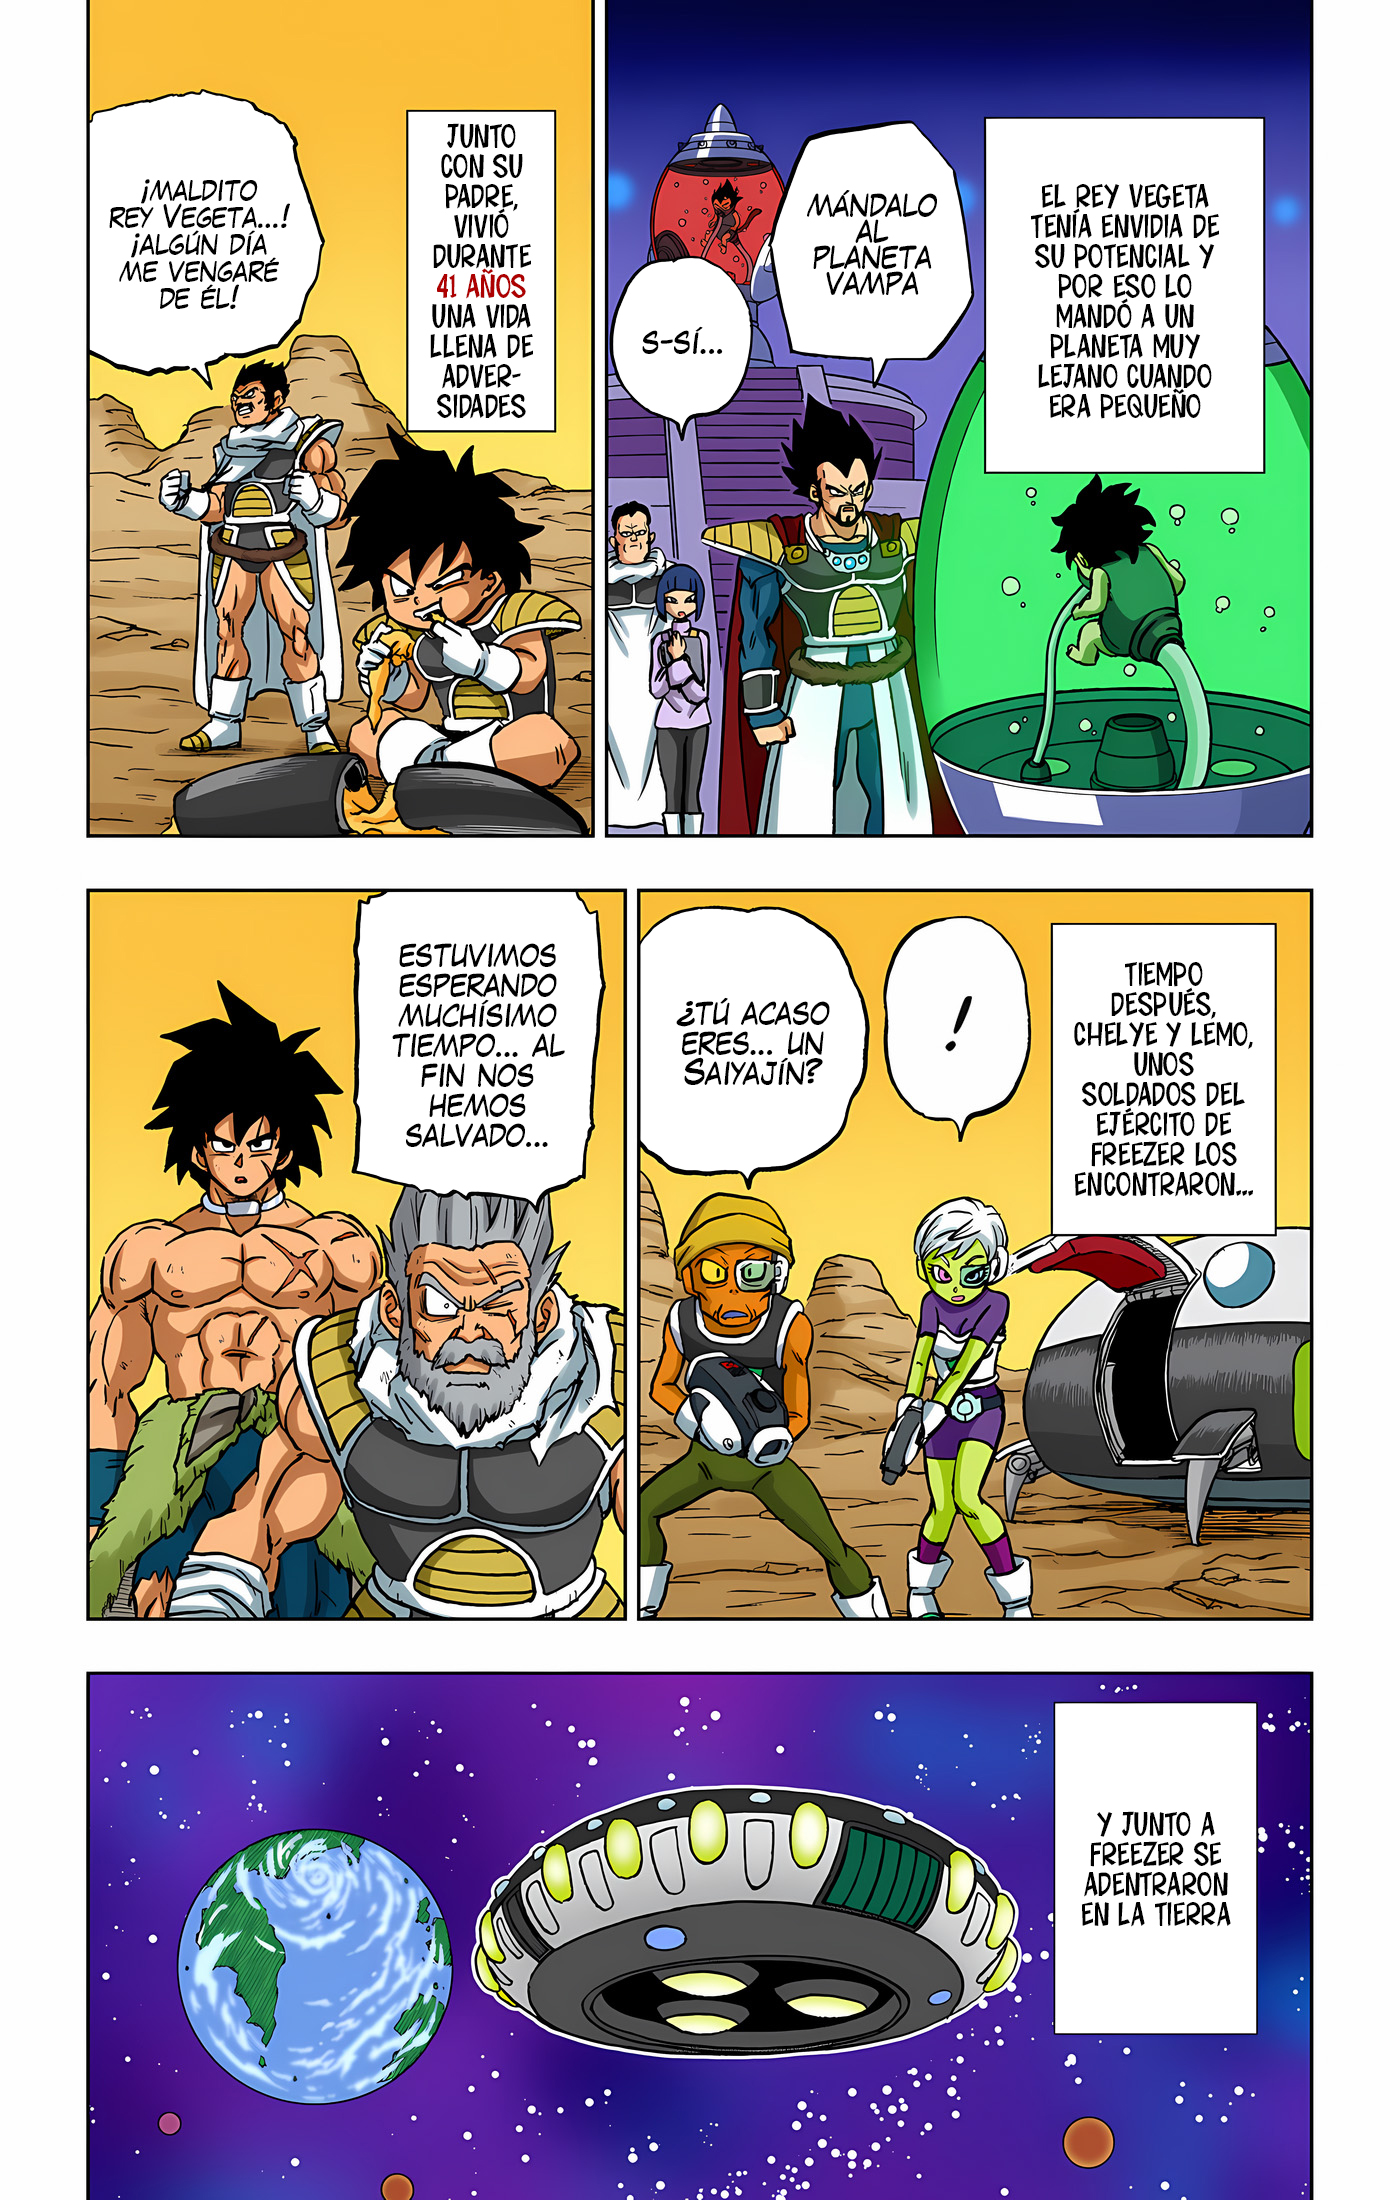 EL REY VEGETA
TENÍA ENVIDIA DE
SU POTENCIAL Y
POR ESO LO
MANDÓ A UN
PLANETA MUY
LEJANO CUANDO
ERA PEQUEÑO
MÁNDALO
AL
PLANETA
VAMPA
S-SÍ...
JUNTO
CON SU
PADRE,
VIVIÓ
DURANTE
41 AÑOS
UNA VIDA
LLENA DE
ADVER-
SIDADES
¡MALDITO
REY VEGETA...!
¡ALGÚN DÍA
ME VENGARÉ
DE ÉL!
TIEMPO
DESPUÉS,
CHELYE Y LEMO,
UNOS
SOLDADOS DEL
EJÉRCITO DE
FREEZER LOS
ENCONTRARON...
!
¿TÚ ACASO
ERES... UN
SAIYAJÍN?
ESTUVIMOS
ESPERANDO
MUCHÍSIMO
TIEMPO... AL
FIN NOS
HEMOS
SALVADO...
Y JUNTO A
FREEZER SE
ADENTRARON
EN LA TIERRA